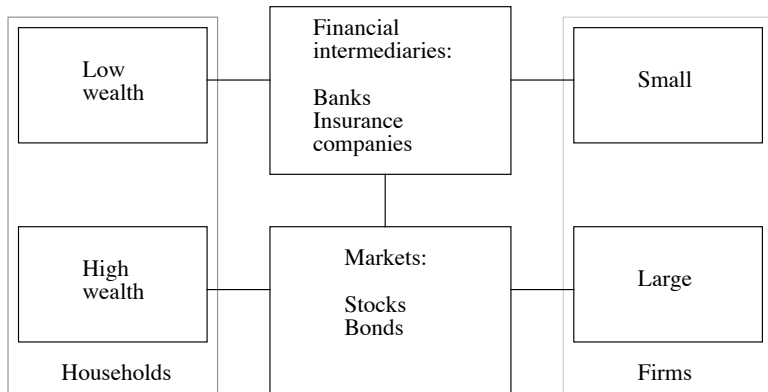 Financial
intermediaries:
Banks
Insurance
companies
Low
wealth
Small
Markets:
Stocks
Bonds
High
wealth
Large
Households
Firms